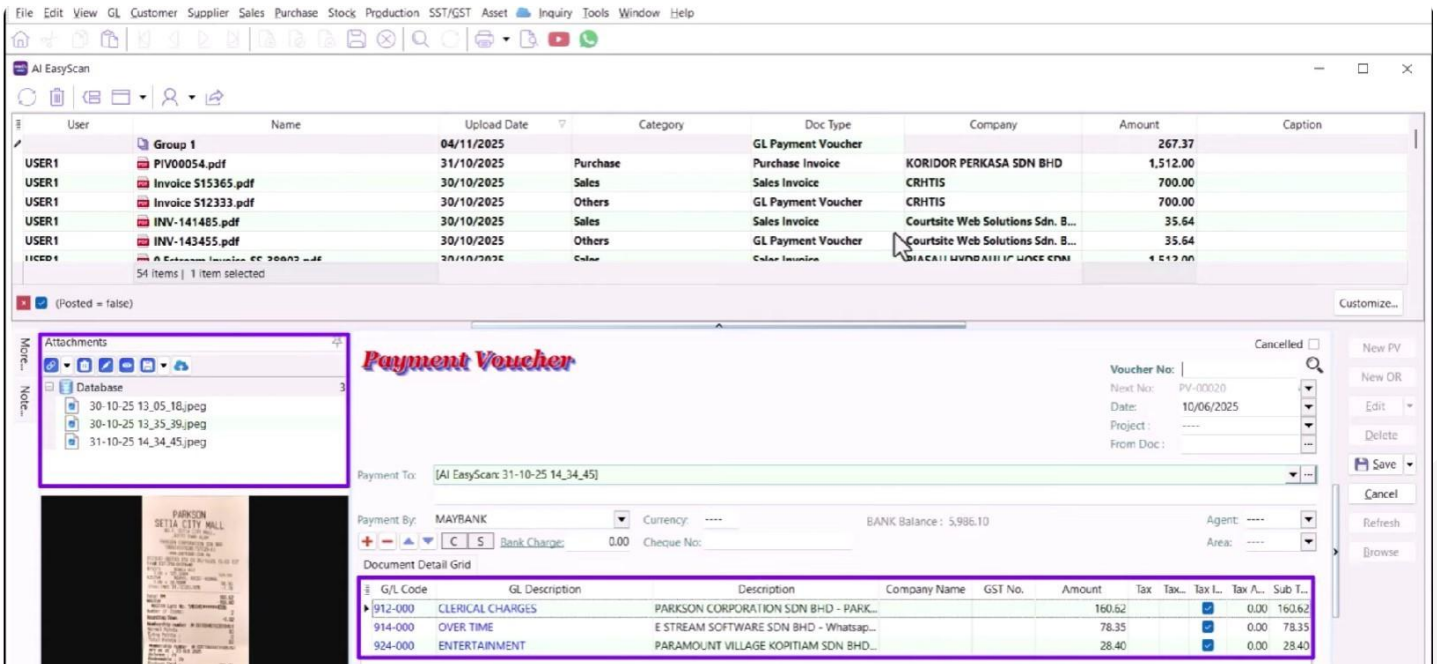 File Edit View GL Customer Supplier Sales Purchase Stock Production SST/GST Asset Inquiry Tools Window Help
AI EasyScan
User Name Upload Date Category Doc Type Company Amount Caption
Group 1 04/11/2025 GL Payment Voucher 267.37
USER1 PIV00054.pdf 31/10/2025 Purchase Purchase Invoice KORIDOR PERKASA SDN BHD 1,512.00
USER1 Invoice S15365.pdf 30/10/2025 Sales Sales Invoice CRHTIS 700.00
USER1 Invoice S12333.pdf 30/10/2025 Others GL Payment Voucher CRHTIS 700.00
USER1 INV-141485.pdf 30/10/2025 Sales Sales Invoice Courtsite Web Solutions Sdn. B... 35.64
USER1 INV-143455.pdf 30/10/2025 Others GL Payment Voucher Courtsite Web Solutions Sdn. B... 35.64
USER1 30/10/2025 Sales Sales Invoice HYDRAULIC HOSE SDN 1,512.00
54 items | 1 item selected
(Posted = false) Customize...
More...
Note...
Attachments
Database 3
30-10-25 13_05_18.jpeg
30-10-25 13_35_39.jpeg
31-10-25 14_34_45.jpeg
PARKSON
SETIA CITY MALL
Payment Voucher
Cancelled
Voucher No:
Next No: PV-00020
Date: 10/06/2025
Project: ----
From Doc:
Payment To: [AI EasyScan: 31-10-25 14_34_45]
Payment By: MAYBANK Currency: ---- BANK Balance : 5,986.10 Agent: ----
C S Bank Charge: 0.00 Cheque No: Area: ----
Document Detail Grid
G/L Code GL Description Description Company Name GST No. Amount Tax Tax... Tax I... Tax A... Sub T...
912-000 CLERICAL CHARGES PARKSON CORPORATION SDN BHD - PARK... 160.62 0.00 160.62
914-000 OVER TIME E STREAM SOFTWARE SDN BHD - Whatsap... 78.35 0.00 78.35
924-000 ENTERTAINMENT PARAMOUNT VILLAGE KOPITIAM SDN BHD... 28.40 0.00 28.40
New PV
New OR
Edit
Delete
Save
Cancel
Refresh
Browse